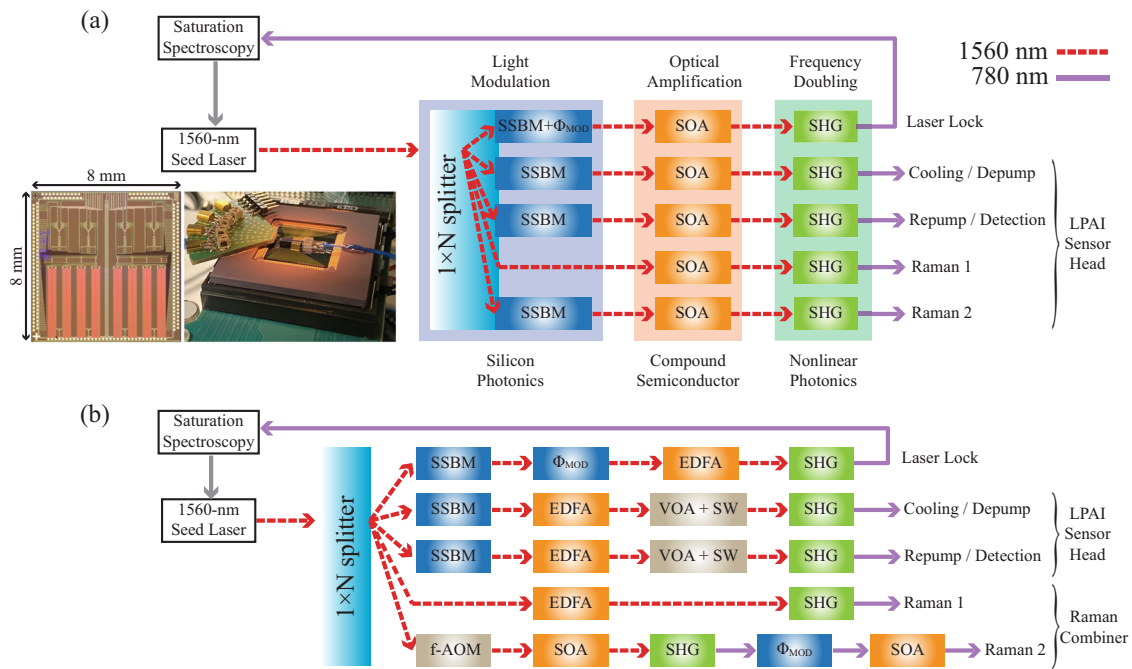 (a)
Saturation
Spectroscopy
1560 nm
780 nm
Light
Modulation
Optical
Amplification
Frequency
Doubling
1560-nm
Seed Laser
1×N splitter
SSBM+ΦMOD
SOA
SHG
Laser Lock
SSBM
SOA
SHG
Cooling / Depump
SSBM
SOA
SHG
Repump / Detection
SOA
SHG
Raman 1
SSBM
SOA
SHG
Raman 2
LPAI
Sensor
Head
8 mm
8 mm
Silicon
Photonics
Compound
Semiconductor
Nonlinear
Photonics
(b)
Saturation
Spectroscopy
1560-nm
Seed Laser
1×N splitter
SSBM
ΦMOD
EDFA
SHG
Laser Lock
SSBM
EDFA
VOA + SW
SHG
Cooling / Depump
SSBM
EDFA
VOA + SW
SHG
Repump / Detection
LPAI
Sensor
Head
EDFA
SHG
Raman 1
f-AOM
SOA
SHG
ΦMOD
SOA
Raman 2
Raman
Combiner